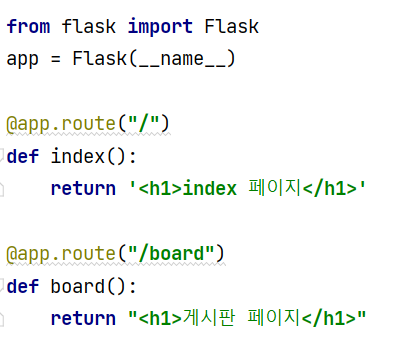 from flask import Flask
app = Flask(__name__)
@app.route("/")
def index():
    return '<h1>index 페이지</h1>'
@app.route("/board")
def board():
    return "<h1>게시판 페이지</h1>"